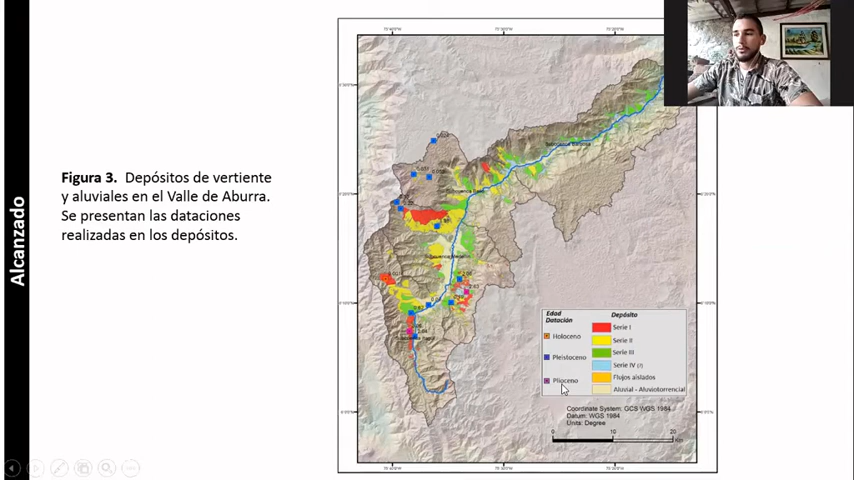 Alcanzado
Figura 3. Depósitos de vertiente
y aluviales en el Valle de Aburra.
Se presentan las dataciones
realizadas en los depósitos.
Edad
Datación
Holoceno
Pleistoceno
Plioceno
Depósito
Serie I
Serie II
Serie III
Serie IV (?)
Flujos aislados
Aluvial - Aluviotorrencial
Coordinate System: GCS WGS 1984
Datum: WGS 1984
Units: Degree
0 10 20
Km